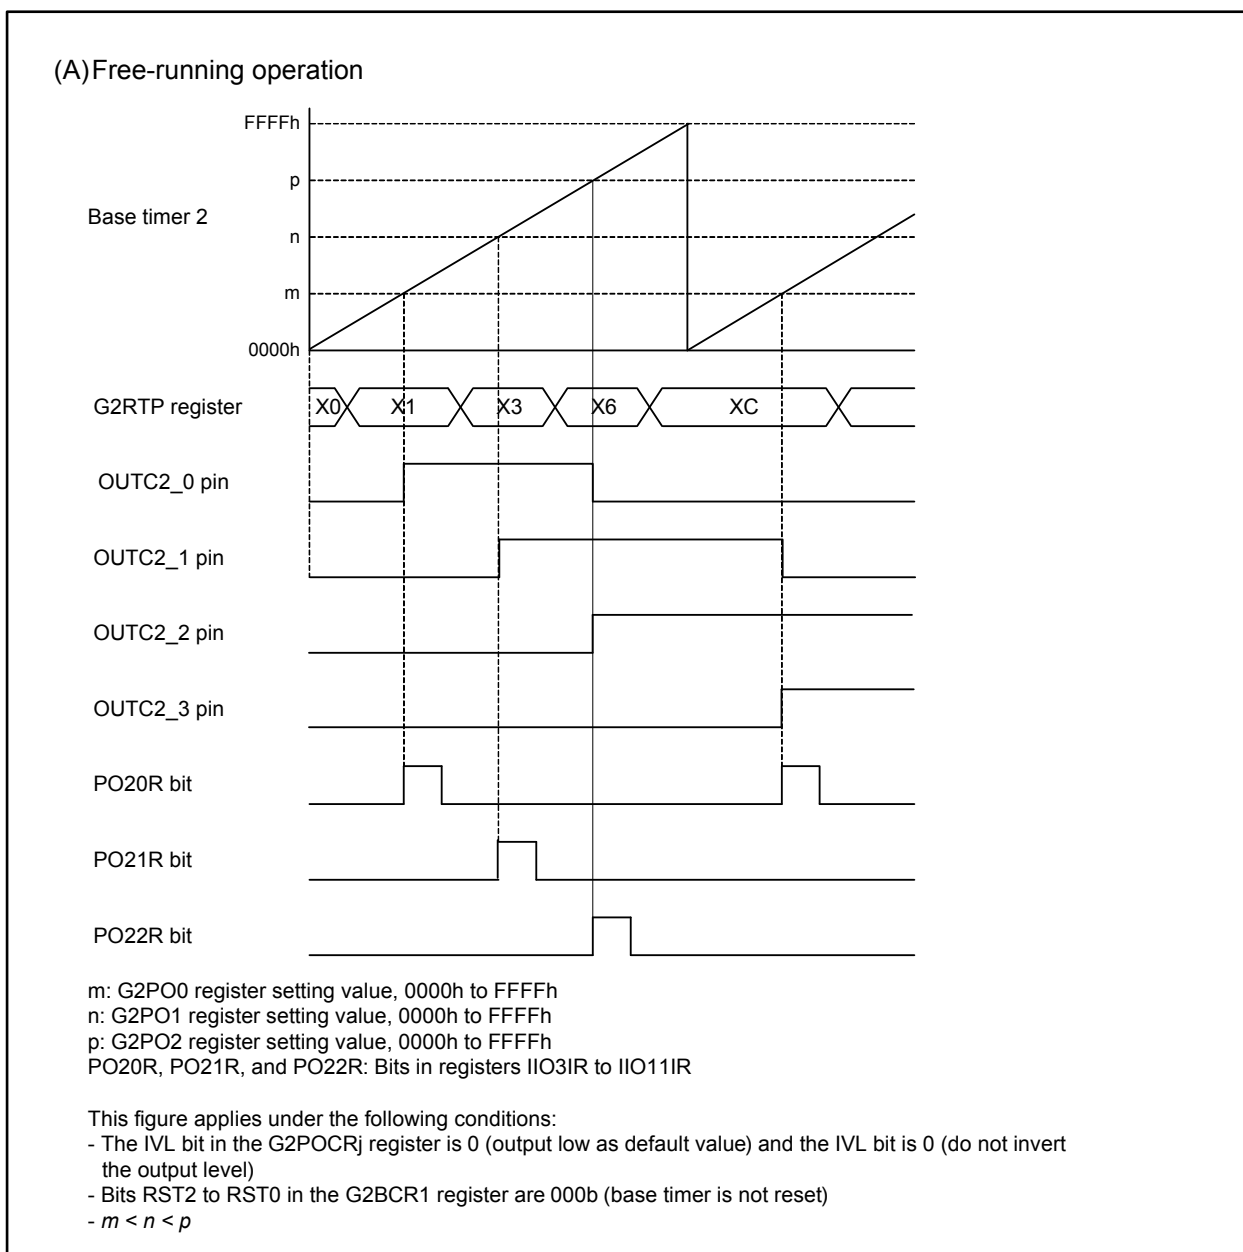 (A)Free-running operation
FFFFh
p
Base timer 2
n
m
0000h
G2RTP register
X0 X1 X3 X6 XC
OUTC2_0 pin
OUTC2_1 pin
OUTC2_2 pin
OUTC2_3 pin
PO20R bit
PO21R bit
PO22R bit
m: G2PO0 register setting value, 0000h to FFFFh
n: G2PO1 register setting value, 0000h to FFFFh
p: G2PO2 register setting value, 0000h to FFFFh
PO20R, PO21R, and PO22R: Bits in registers IIO3IR to IIO11IR
This figure applies under the following conditions:
- The IVL bit in the G2POCRj register is 0 (output low as default value) and the IVL bit is 0 (do not invert
the output level)
- Bits RST2 to RST0 in the G2BCR1 register are 000b (base timer is not reset)
- m < n < p